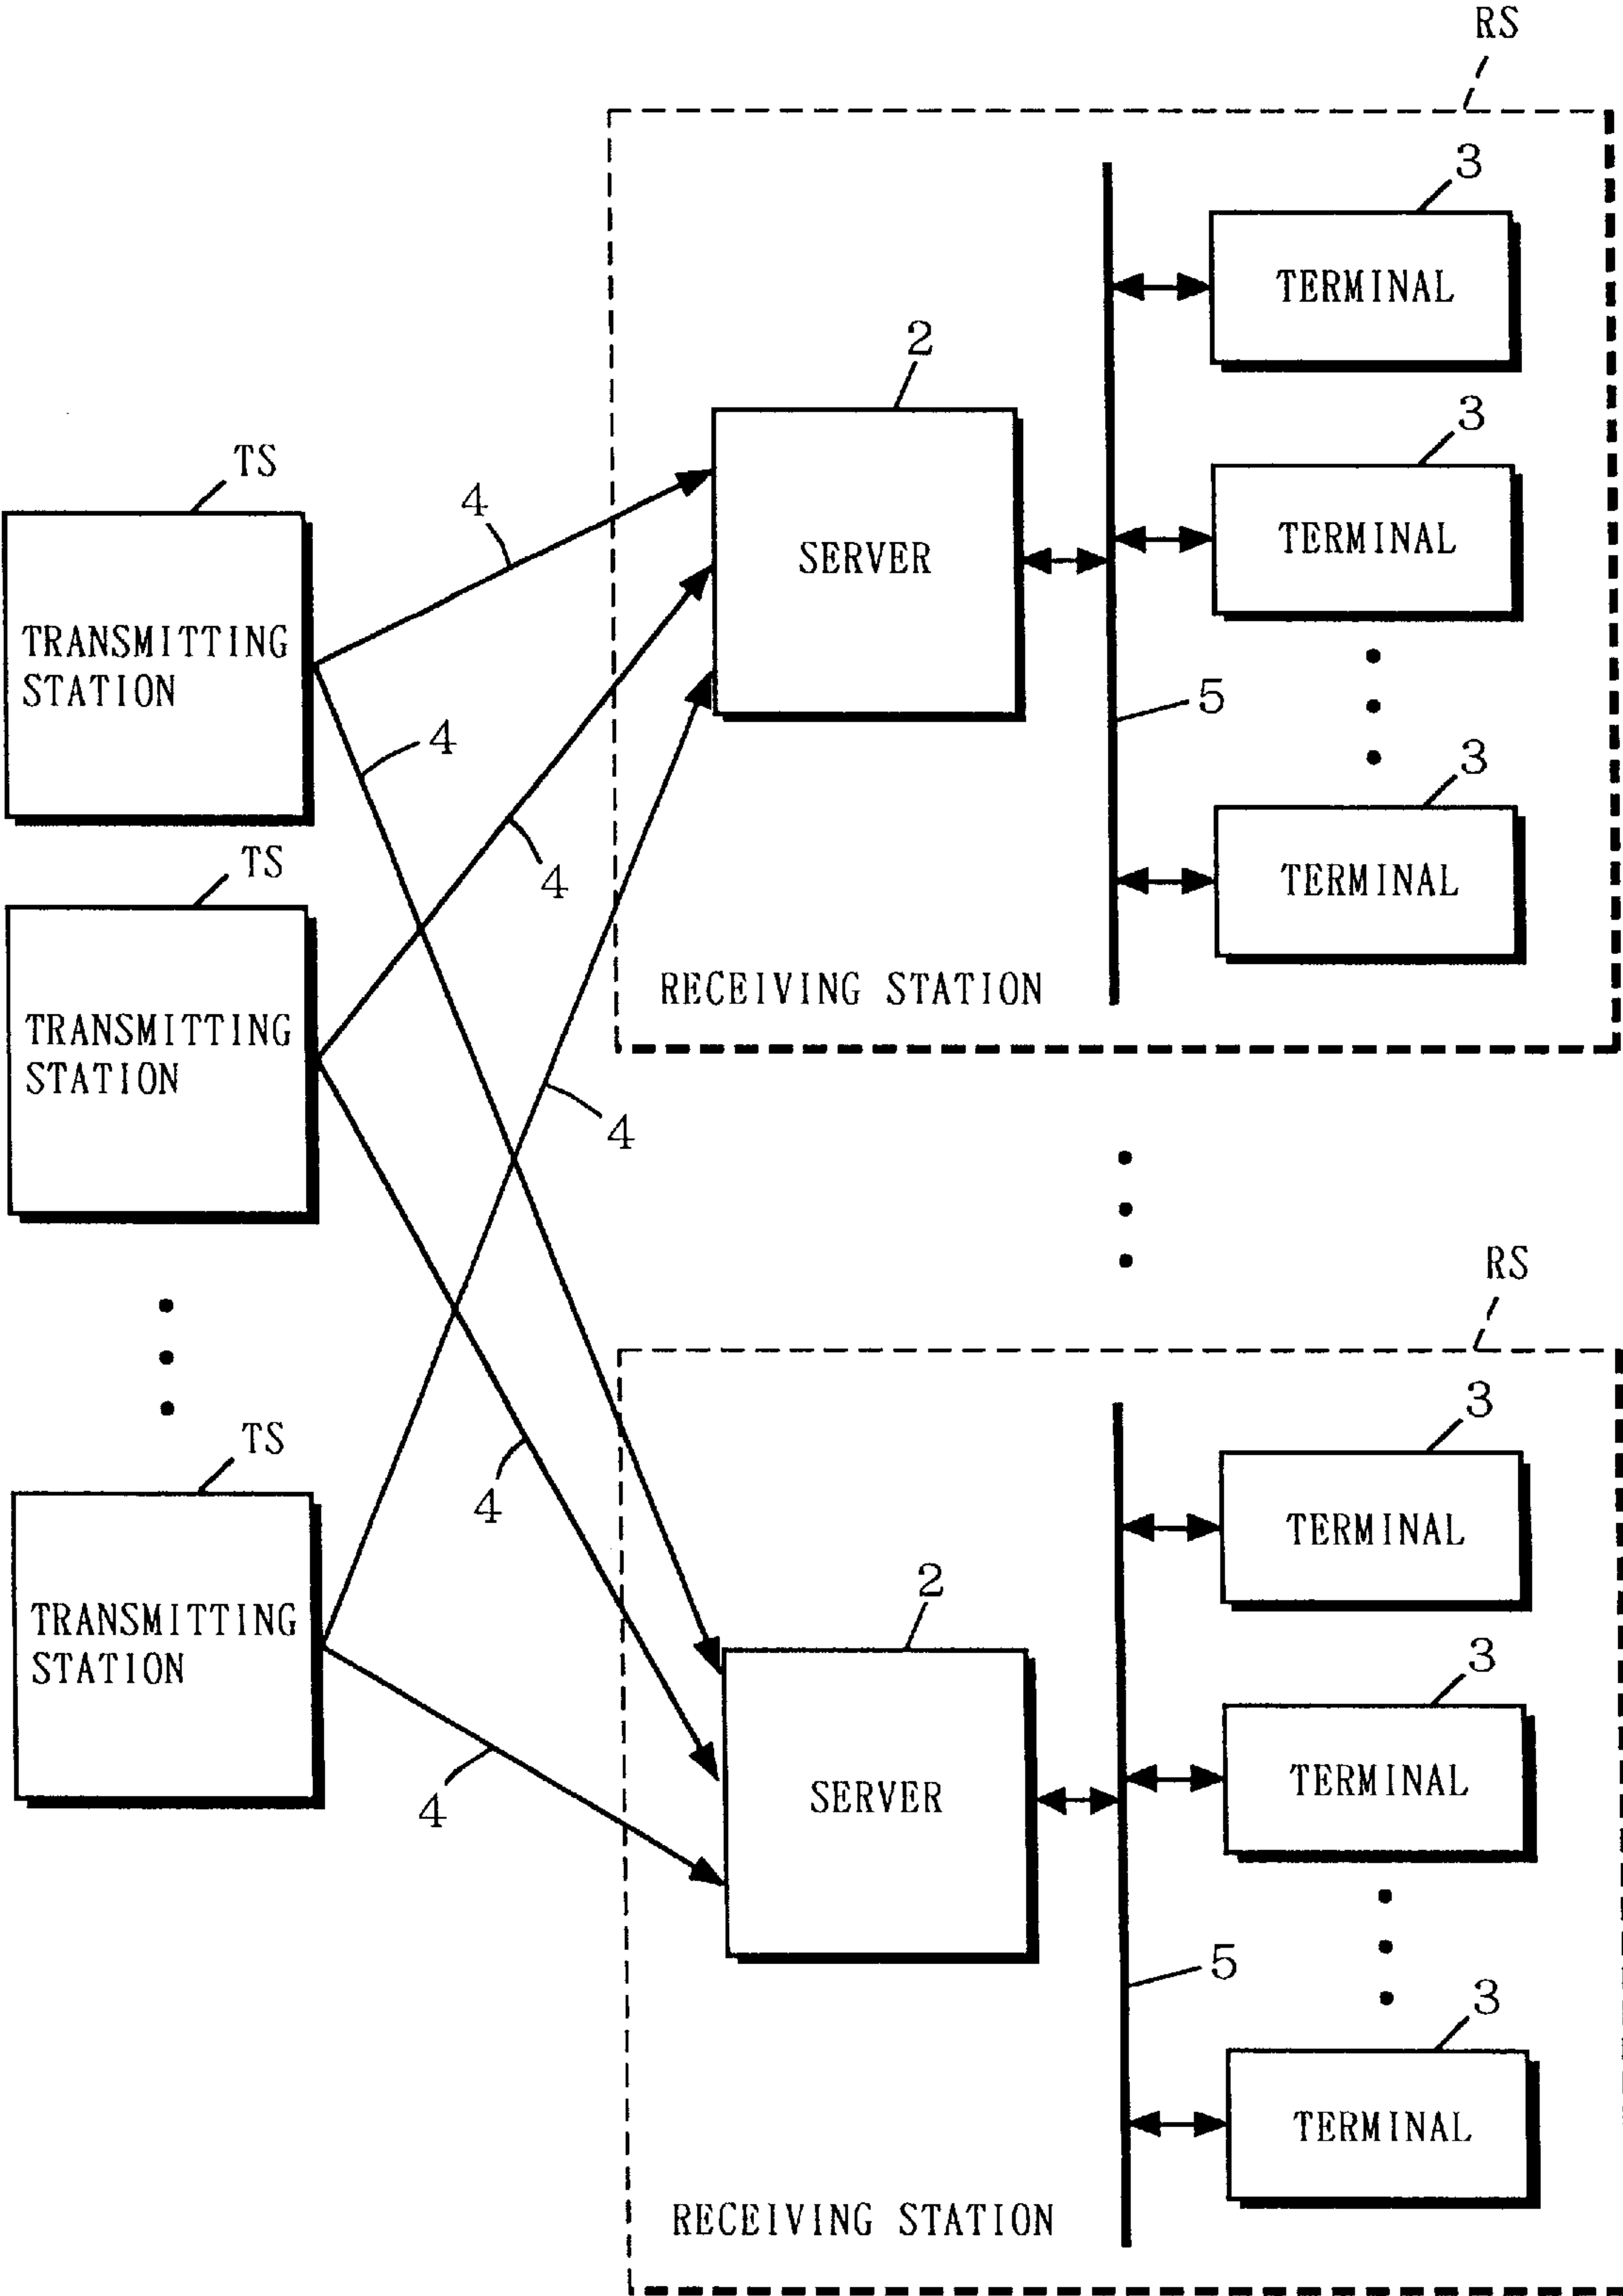 RS
3
TERMINAL
2
3
TS
4
TERMINAL
SERVER
TRANSMITTING
STATION
5
4
3
TS
4
TERMINAL
RECEIVING STATION
TRANSMITTING
STATION
4
RS
3
TS
4
TERMINAL
2
TRANSMITTING
STATION
3
TERMINAL
SERVER
4
5
3
TERMINAL
RECEIVING STATION